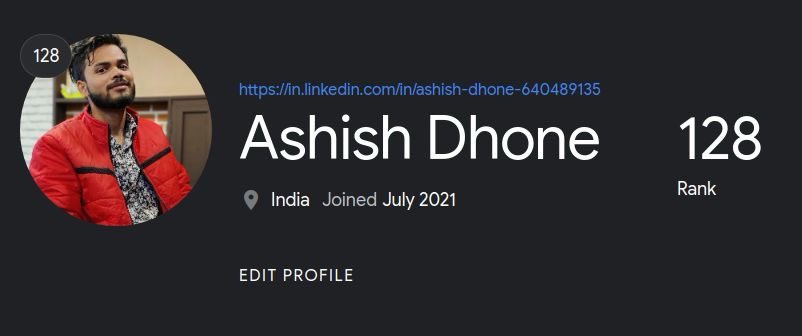 128
https://in.linkedin.com/in/ashish-dhone-640489135
Ashish Dhone
128
Rank
India Joined July 2021
EDIT PROFILE